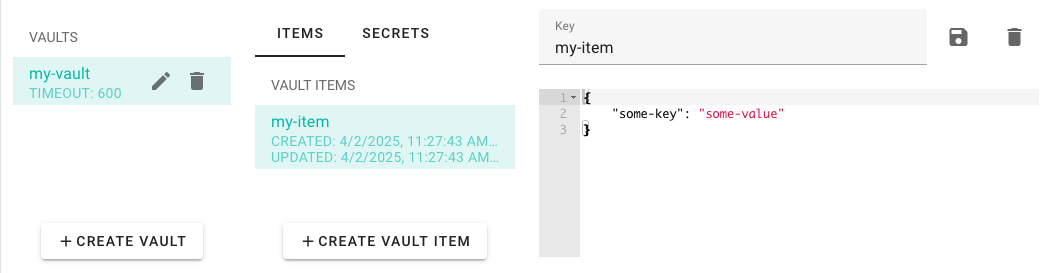 VAULTS
my-vault
TIMEOUT: 600
+ CREATE VAULT
ITEMS SECRETS
VAULT ITEMS
my-item
CREATED: 4/2/2025, 11:27:43 AM...
UPDATED: 4/2/2025, 11:27:43 AM...
+ CREATE VAULT ITEM
Key
my-item
1 {
2 "some-key": "some-value"
3 }